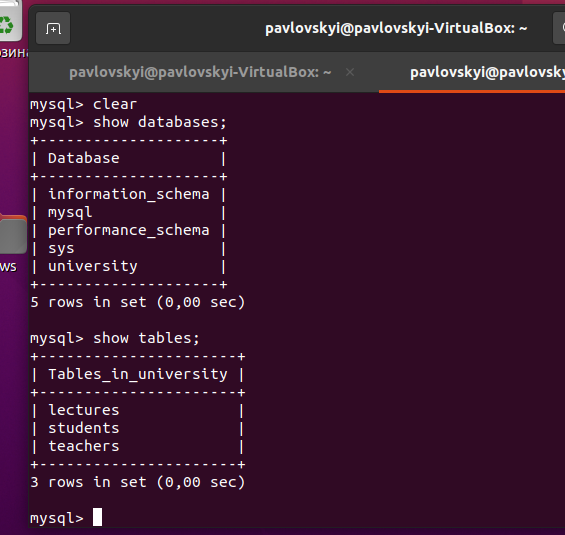 pavlovskyi@pavlovskyi-VirtualBox: ~
pavlovskyi@pavlovskyi-VirtualBox: ~ ×
pavlovskyi@pavlovsky
mysql> clear
mysql> show databases;
+--------------------+
| Database           |
+--------------------+
| information_schema |
| mysql              |
| performance_schema |
| sys                |
| university         |
+--------------------+
5 rows in set (0,00 sec)
mysql> show tables;
+----------------------+
| Tables_in_university |
+----------------------+
| lectures             |
| students             |
| teachers             |
+----------------------+
3 rows in set (0,00 sec)
mysql>
зина
ws